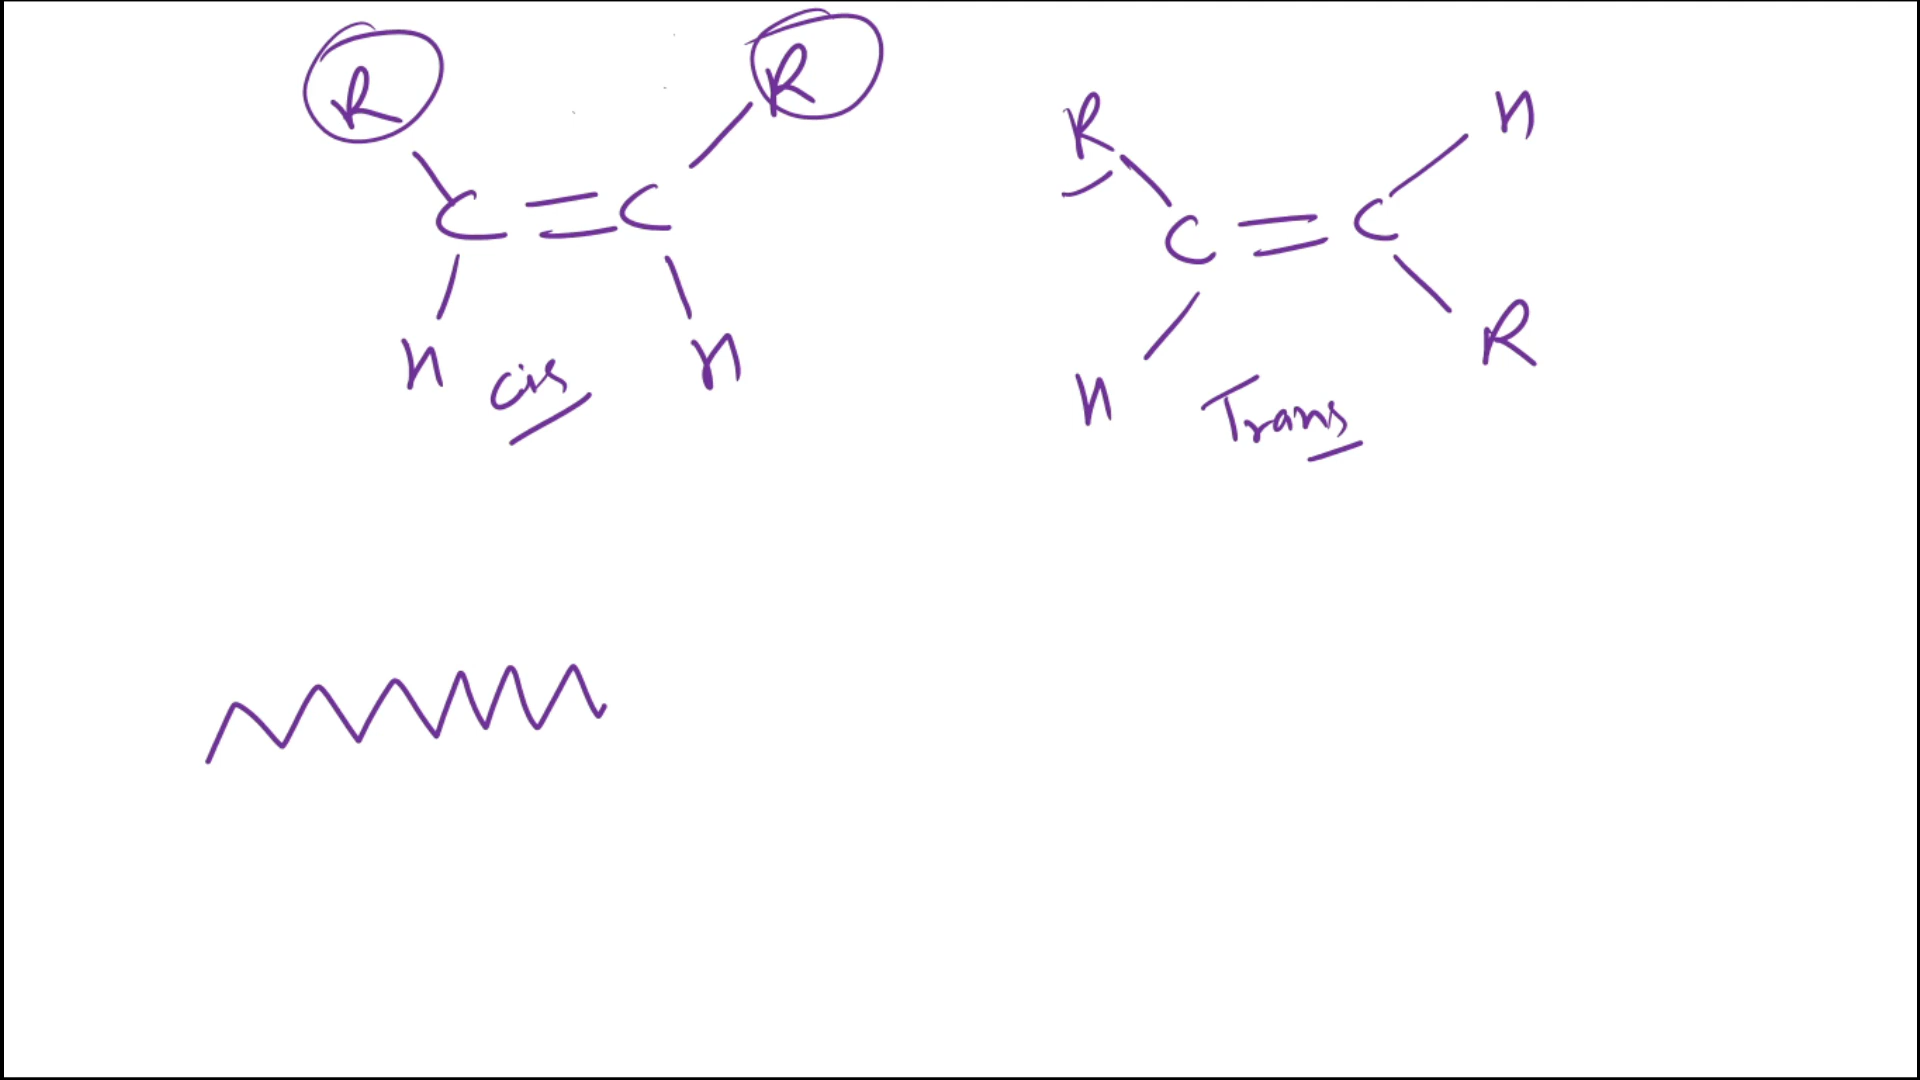 R R
C = C
H H
cis
R H
C = C
H R
Trans